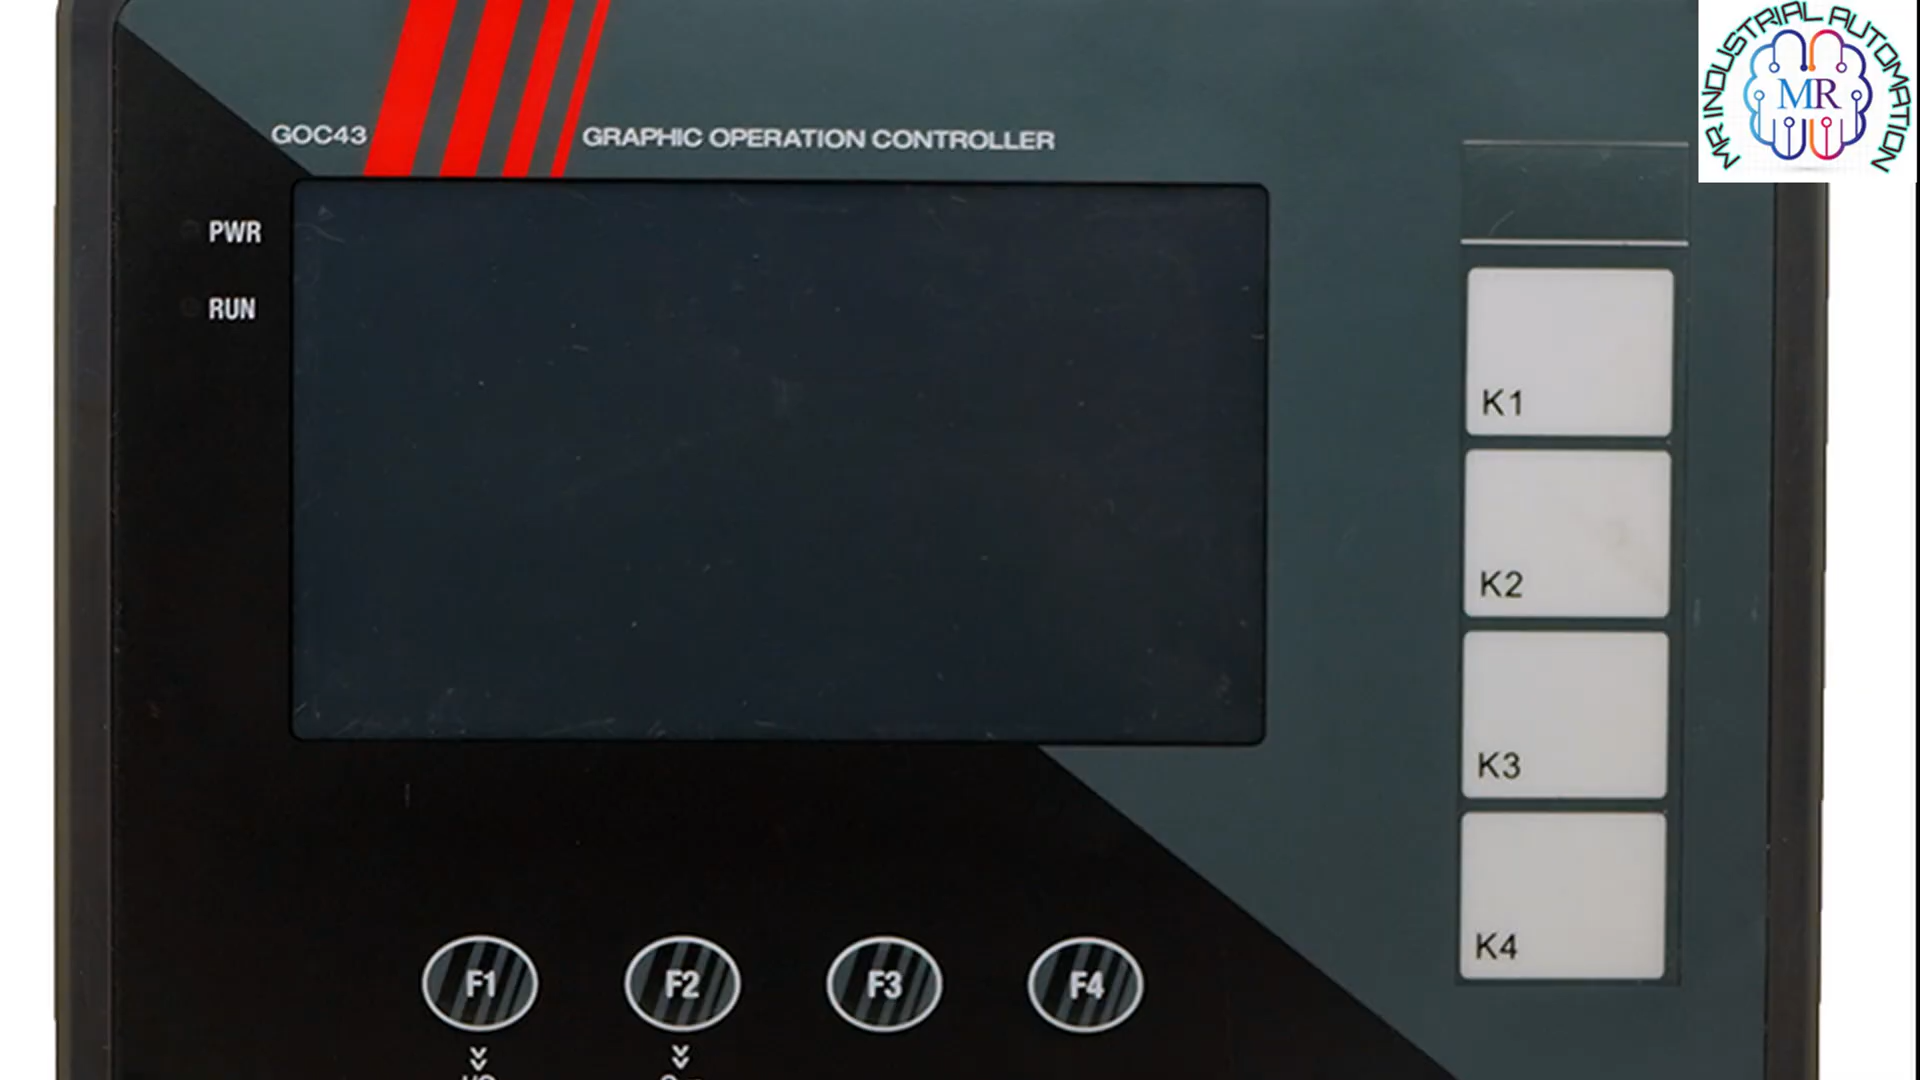 MR INDUSTRIAL AUTOMATION
MR
GOC43
GRAPHIC OPERATION CONTROLLER
PWR
RUN
K1
K2
K3
K4
F1 F2 F3 F4